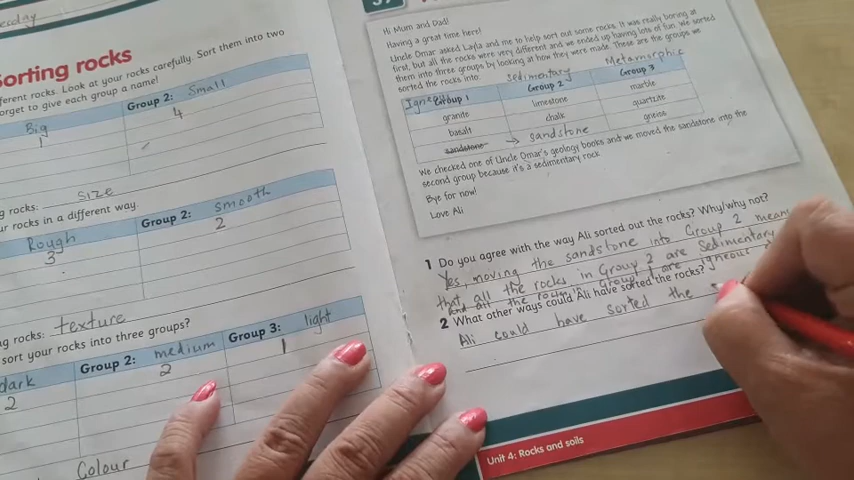 Sorting rocks
different rocks. Look at your rocks carefully. Sort them into two
forget to give each group a name!
Big
Group 2: Small
1
4
rocks: size
rocks in a different way.
Rough
Group 2: smooth
3
2
rocks: texture
sort your rocks into three groups?
dark
Group 2: medium
Group 3: light
2
2
1
Colour
Hi Mum and Dad!
Having a great time here!
Uncle Omar asked Layla and me to help sort out some rocks. It was really boring at
first, but all the rocks were very different and we ended up having lots of fun. We sorted
them into three groups by looking at how they were made. These are the groups we
sorted the rocks into:
Igneous
sedimentary
Metamorphic
Group 1
Group 2
Group 3
granite
limestone
marble
basalt
chalk
quartzite
sandstone
→ sandstone
gneise
We checked one of Uncle Omar's geology books and we moved the sandstone into the
second group because it's a sedimentary rock
Bye for now!
Love Ali
1 Do you agree with the way Ali sorted out the rocks? Why/why not?
Yes, moving the sandstone into Group 2 means
that all the rocks in Group 2 are sedimentary
and all the rocks in Group 1 are igneous
2 What other ways could Ali have sorted the rocks?
Ali could have sorted the
Unit 4: Rocks and soils